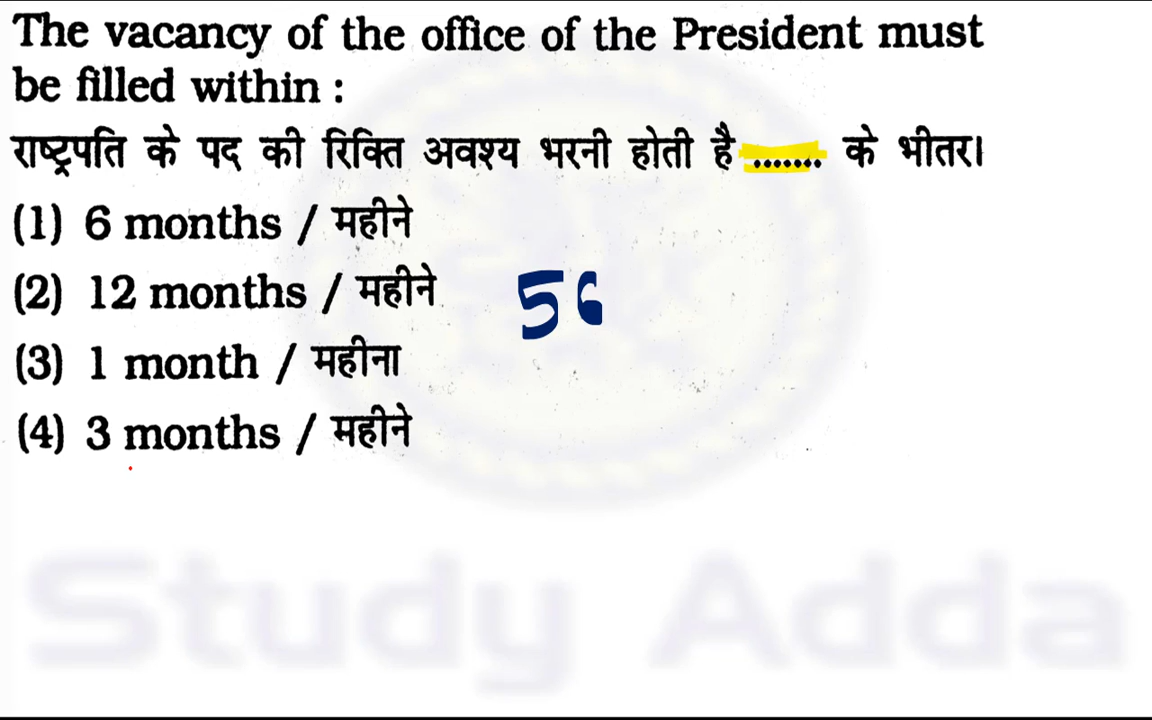 The vacancy of the office of the President must
be filled within :
राष्ट्रपति के पद की रिक्ति अवश्य भरनी होती है ....... के भीतर।
(1) 6 months / महीने
(2) 12 months / महीने
56
(3) 1 month / महीना
(4) 3 months / महीने
Study Adda